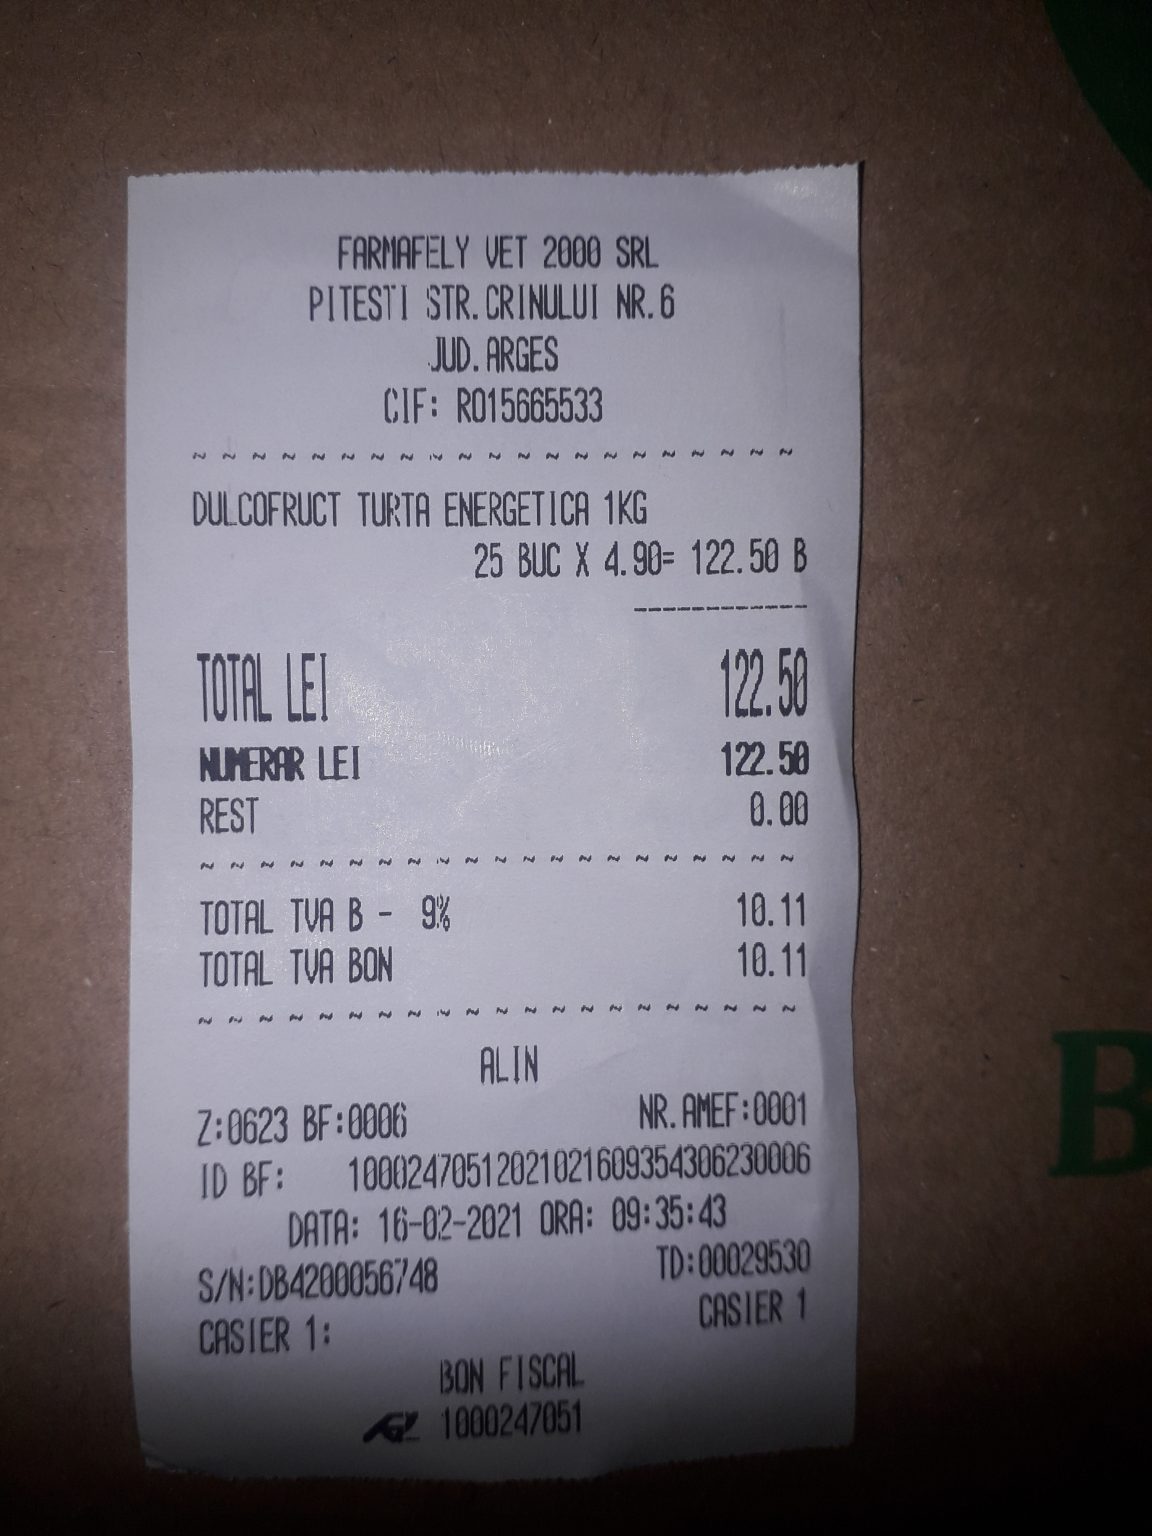 FARMAFELY VET 2000 SRL
PITESTI STR.CRINULUI NR.6
JUD.ARGES
CIF: RO15665533
~ ~ ~ ~ ~ ~ ~ ~ ~ ~ ~ ~ ~ ~ ~ ~ ~ ~ ~ ~ ~
DULCOFRUCT TURTA ENERGETICA 1KG
25 BUC X 4.90= 122.50 B
------------
TOTAL LEI 122.50
NUMERAR LEI 122.50
REST 0.00
~ ~ ~ ~ ~ ~ ~ ~ ~ ~ ~ ~ ~ ~ ~ ~ ~ ~ ~ ~ ~
TOTAL TVA B - 9% 10.11
TOTAL TVA BON 10.11
~ ~ ~ ~ ~ ~ ~ ~ ~ ~ ~ ~ ~ ~ ~ ~ ~ ~ ~ ~ ~
ALIN
Z:0623 BF:0006 NR.AMEF:0001
ID BF: 10002470512021021609354306230006
DATA: 16-02-2021 ORA: 09:35:43
S/N:DB4200056748 TD:00029530
CASIER 1: CASIER 1
BON FISCAL
1000247051
B